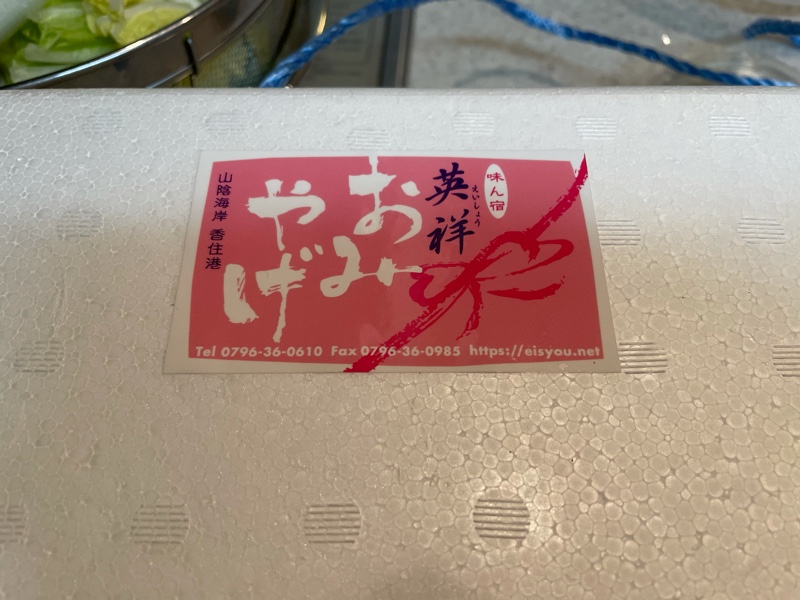 味ん宿
英祥
えいしょう
おみ
やげ
山陰海岸 香住港
Tel 0796-36-0610 Fax 0796-36-0985 https://eisyou.net